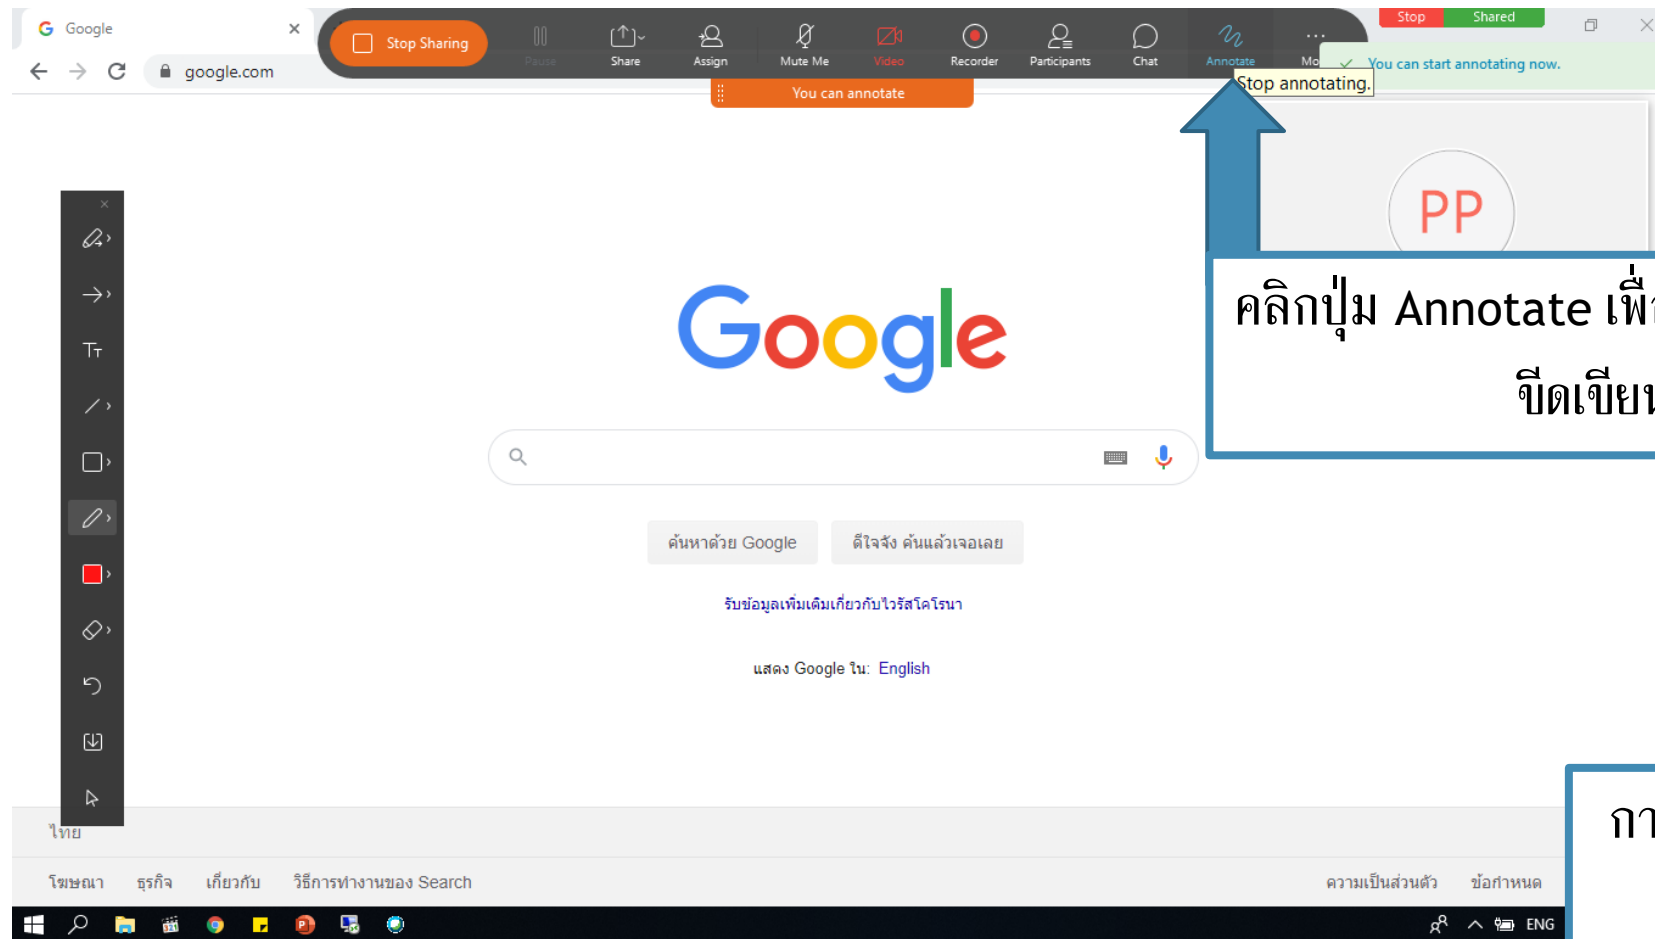 Google
Stop Sharing
Pause
Share
Assign
Mute Me
Video
Recorder
Participants
Chat
Annotate
Stop
Shared
google.com
You can annotate
Stop annotating.
You can start annotating now.
PP
คลิกปุ่ม Annotate
ขีดเขียน
Google
Tт
ค้นหาด้วย Google
ดีใจจัง ค้นแล้วเจอเลย
รับข้อมูลเพิ่มเติมเกี่ยวกับไวรัสโคโรนา
แสดง Google ใน: English
ไทย
โฆษณา ธุรกิจ เกี่ยวกับ วิธีการทำงานของ Search
ความเป็นส่วนตัว ข้อกำหนด
ENG